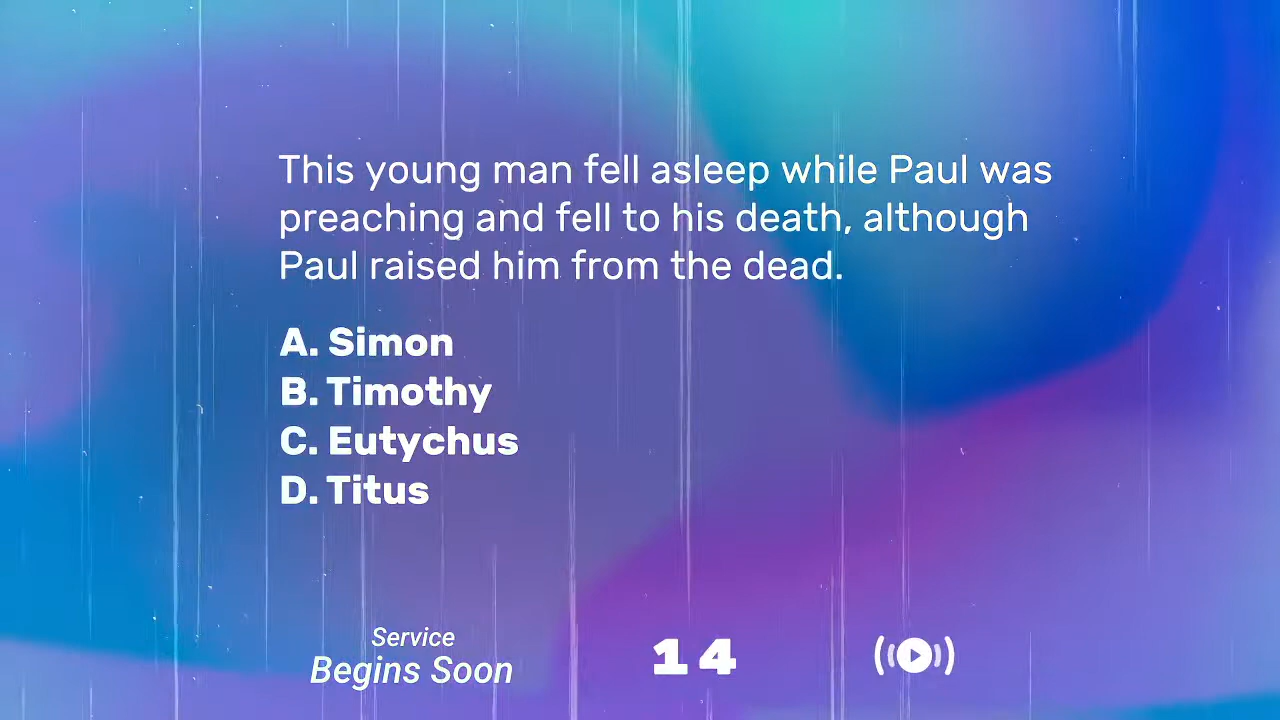 This young man fell asleep while Paul was
preaching and fell to his death, although
Paul raised him from the dead.
A. Simon
B. Timothy
C. Eutychus
D. Titus
Service
Begins Soon
14